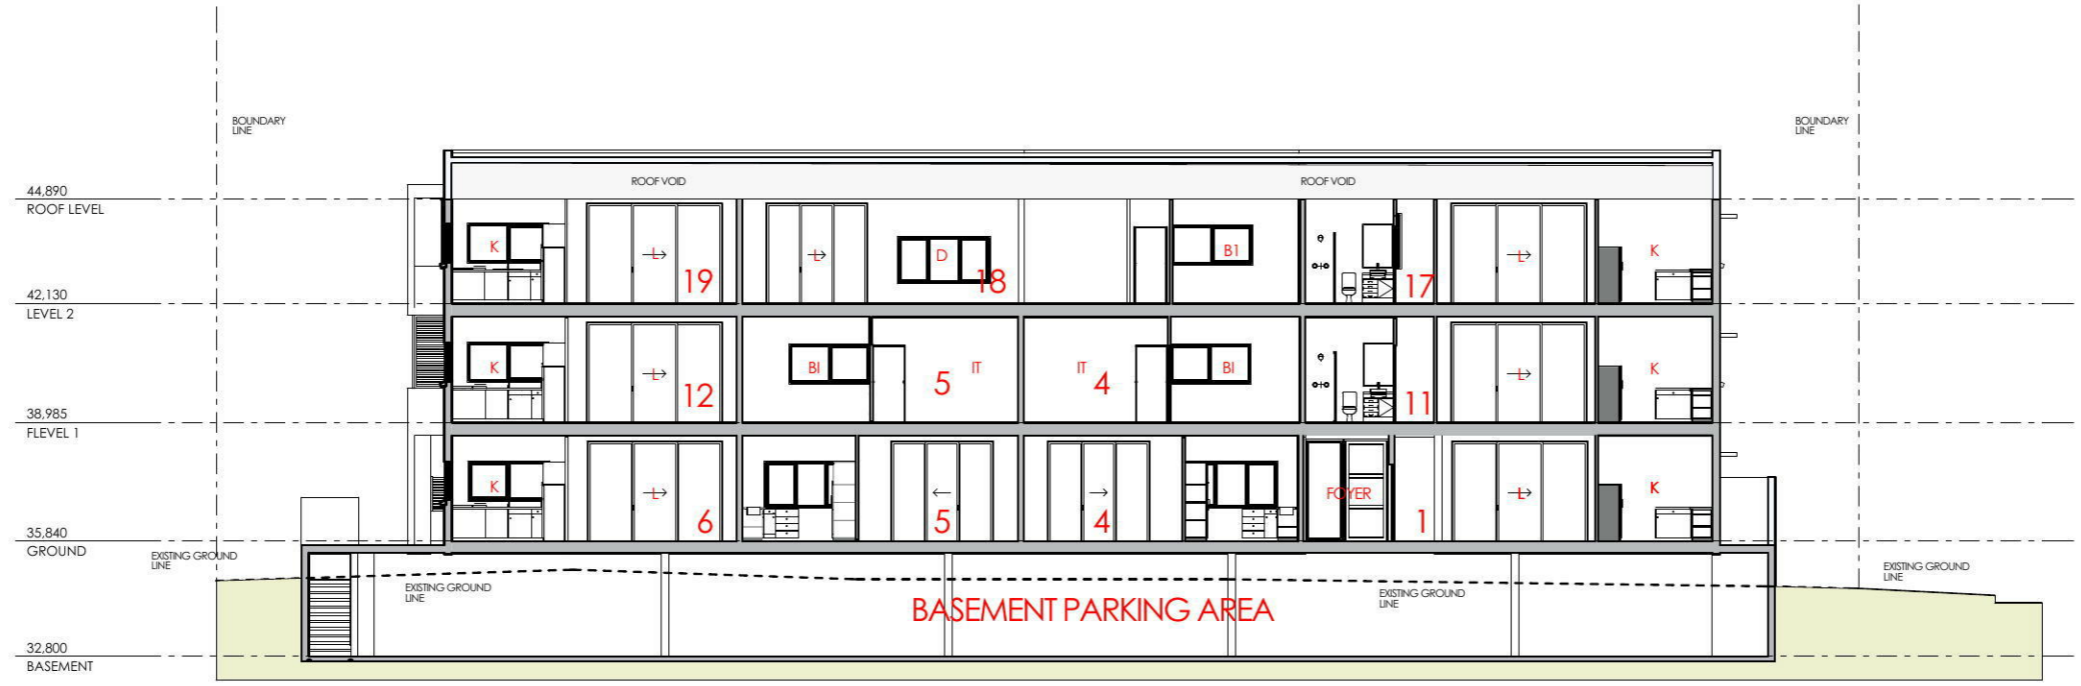 BOUNDARY
LINE
BOUNDARY
LINE
ROOF VOID
ROOF VOID
44,890
ROOF LEVEL
K
L
19
L
D
18
B1
17
L
K
42,130
LEVEL 2
K
L
12
BI
5
IT
IT
4
BI
11
L
K
38,985
FLEVEL 1
K
L
6
5
4
FOYER
1
L
K
35,840
GROUND
EXISTING GROUND
LINE
EXISTING GROUND
LINE
EXISTING GROUND
LINE
EXISTING GROUND
LINE
BASEMENT PARKING AREA
32,800
BASEMENT